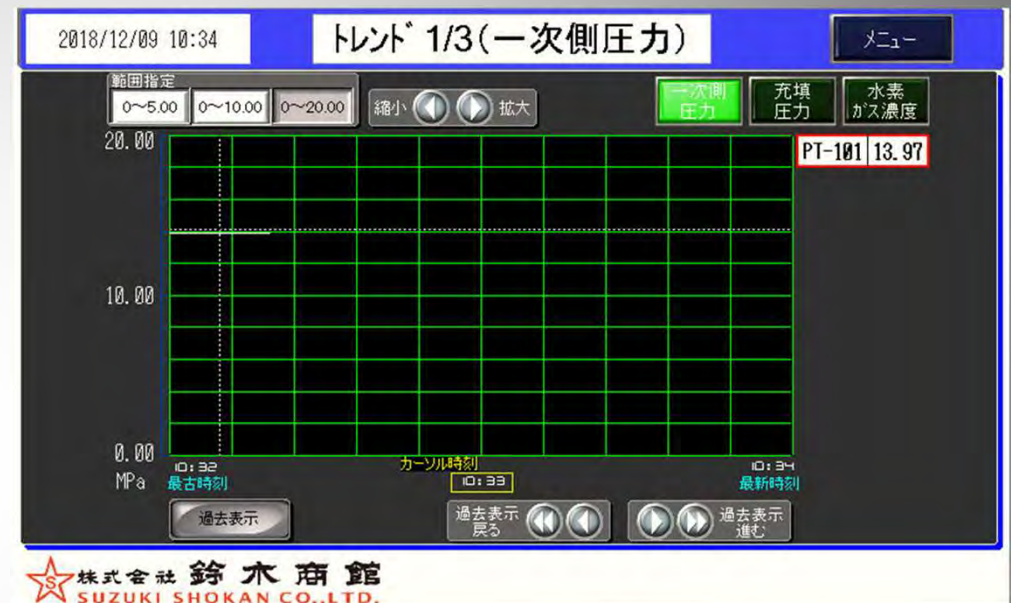 2018/12/09 10:34
トレンド 1/3(一次側圧力)
メニュー
範囲指定
0～5.00 0～10.00 0～20.00
縮小 拡大
一次側
圧力
充填
圧力
水素
ガス濃度
20.00
PT-101 13.97
10.00
0.00
MPa
10:32
最古時刻
カーソル時刻
10:33
10:34
最新時刻
過去表示
過去表示
戻る
過去表示
進む
S
株式会社 鈴木商館
SUZUKI SHOKAN CO.,LTD.